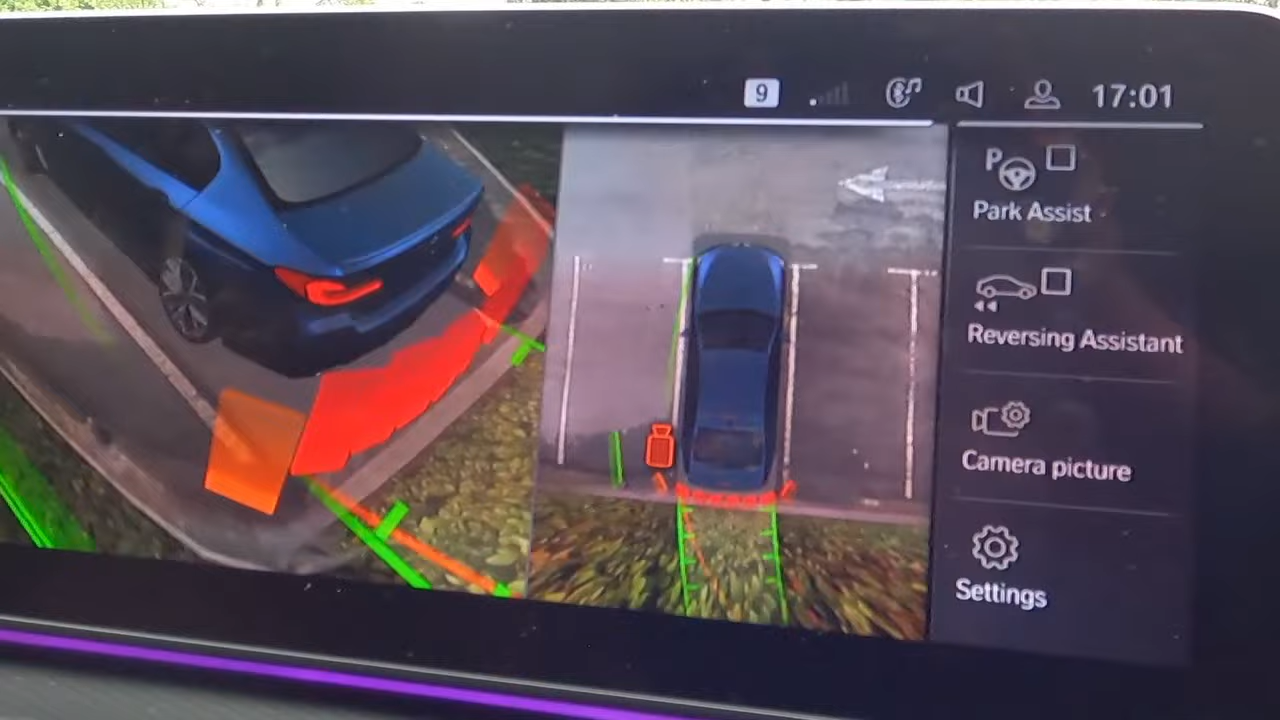 9
17:01
P
Park Assist
Reversing Assistant
Camera picture
Settings